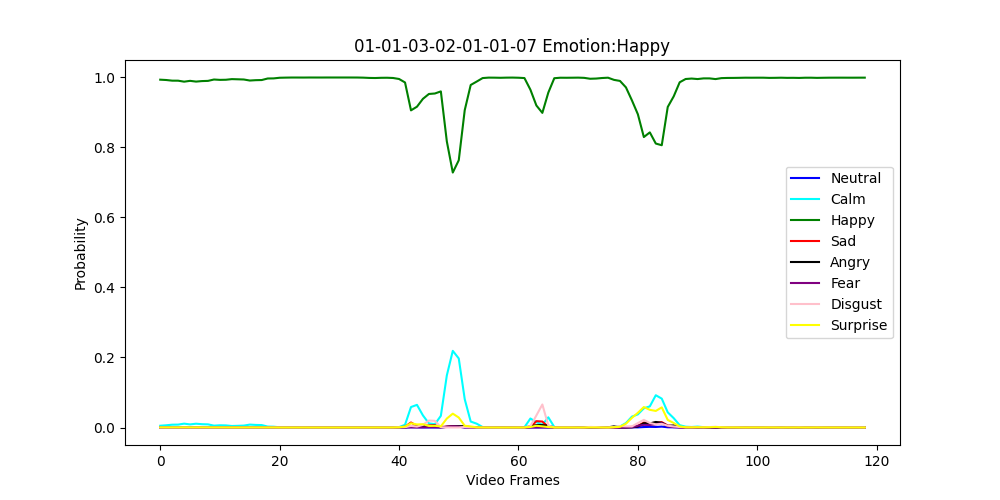 01-01-03-02-01-01-07 Emotion:Happy
1.0
0.8
0.6
0.4
0.2
0.0
Probability
0 20 40 60 80 100 120
Video Frames
Neutral
Calm
Happy
Sad
Angry
Fear
Disgust
Surprise